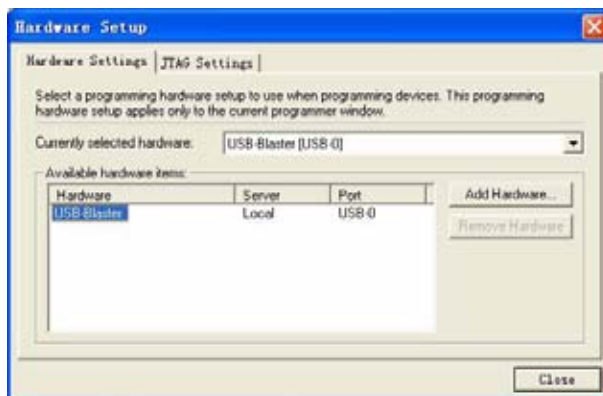 Hardware Setup
Hardware Settings JTAG Settings
Select a programming hardware setup to use when programming devices. This programming
hardware setup applies only to the current programmer window.
Currently selected hardware: USB-Blaster [USB-0]
Available hardware items:
Hardware Server Port
USB-Blaster Local USB-0
Add Hardware...
Remove Hardware
Close